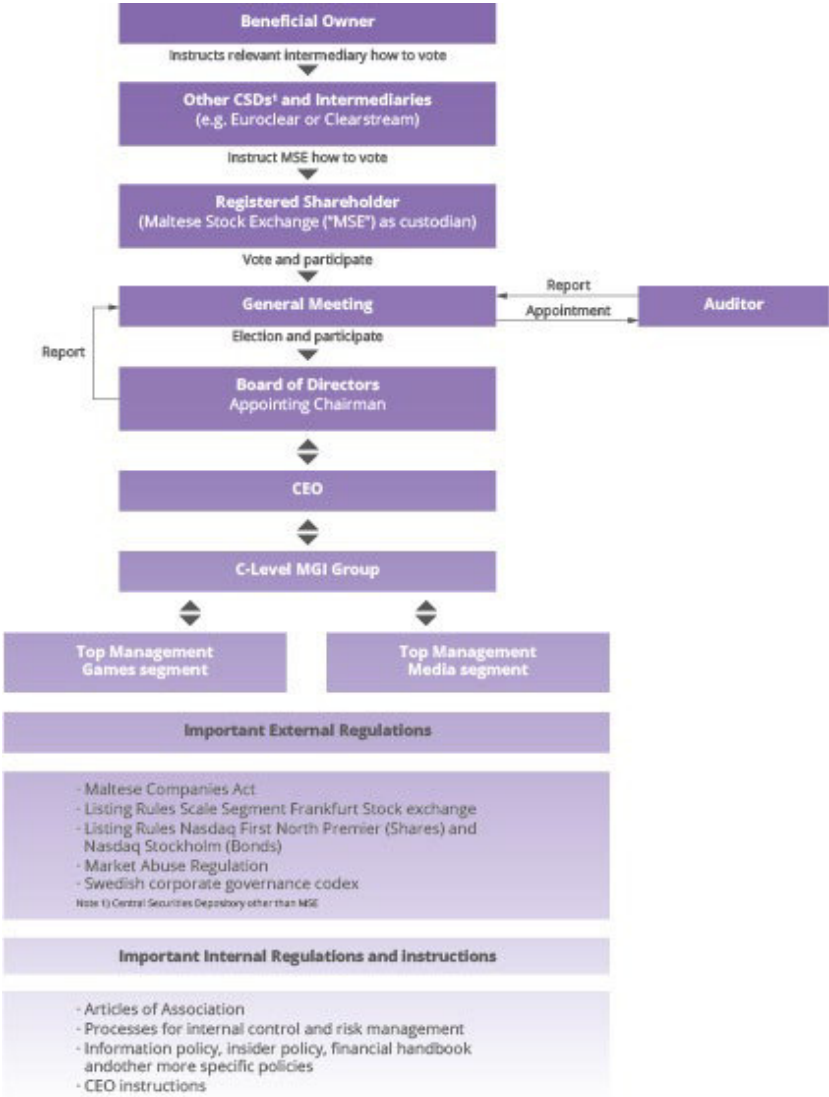 Beneficial Owner
Instructs relevant intermediary how to vote
Other CSDs¹ and Intermediaries
(e.g. Euroclear or Clearstream)
Instruct MSE how to vote
Registered Shareholder
(Maltese Stock Exchange ("MSE") as custodian)
Vote and participate
General Meeting
Report
Appointment
Auditor
Election and participate
Report
Board of Directors
Appointing Chairman
CEO
C-Level MGI Group
Top Management
Games segment
Top Management
Media segment
Important External Regulations
- Maltese Companies Act
- Listing Rules Scale Segment Frankfurt Stock exchange
- Listing Rules Nasdaq First North Premier (Shares) and
Nasdaq Stockholm (Bonds)
- Market Abuse Regulation
- Swedish corporate governance codex
Note 1) Central Securities Depository other than MSE
Important Internal Regulations and instructions
- Articles of Association
- Processes for internal control and risk management
- Information policy, insider policy, financial handbook
andother more specific policies
- CEO instructions